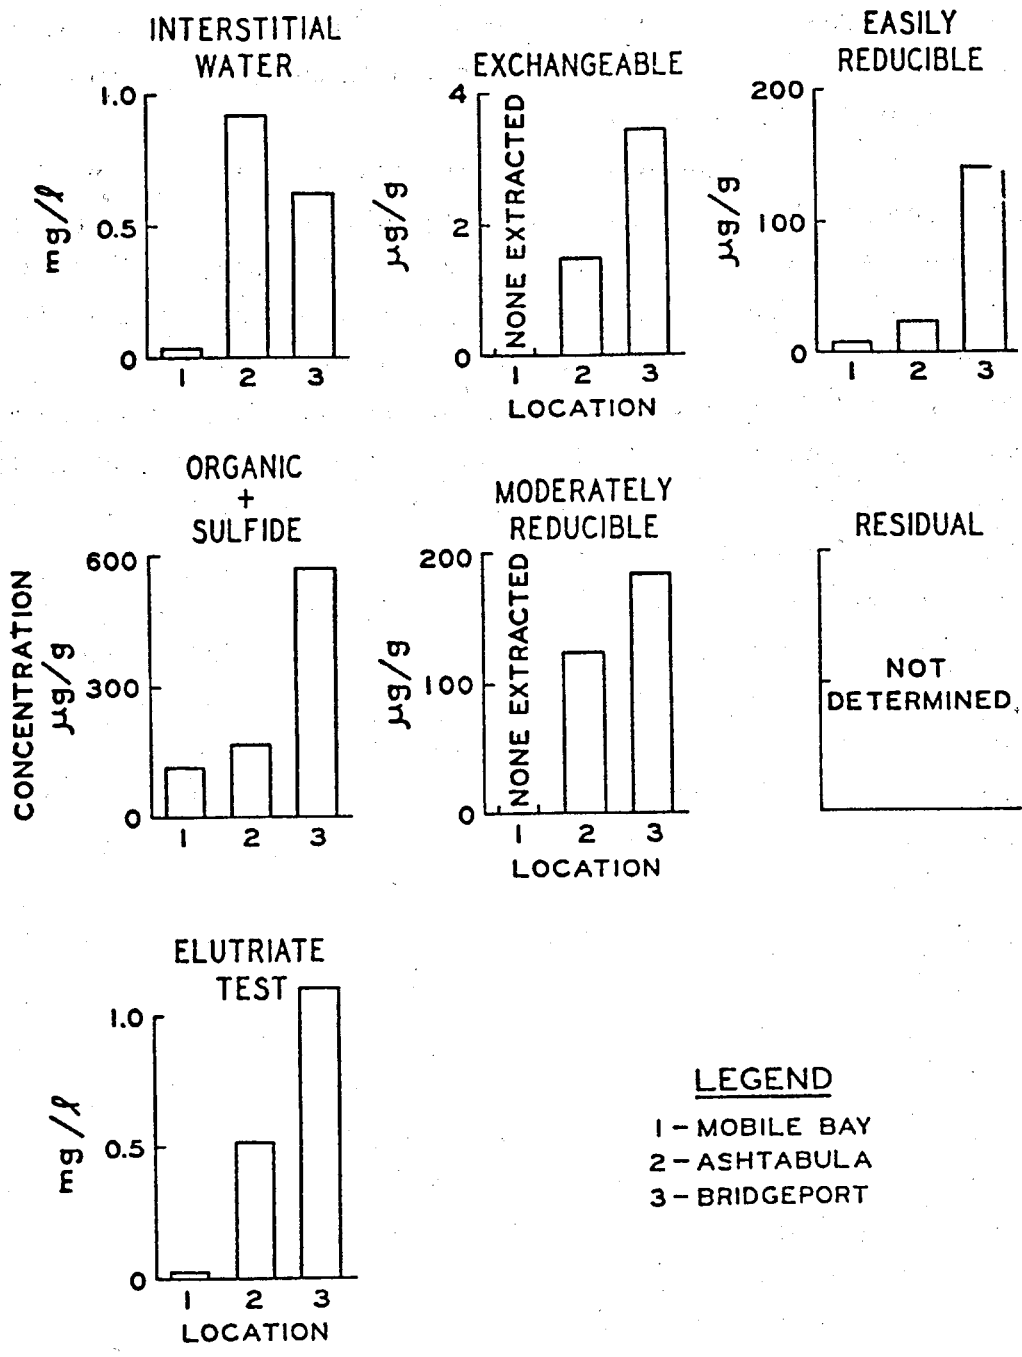 INTERSTITIAL
WATER
1.0
0.5
0
mg/l
1 2 3
EXCHANGEABLE
4
2
0
µg/g
NONE EXTRACTED
1 2 3
LOCATION
EASILY
REDUCIBLE
200
100
0
µg/g
1 2 3
ORGANIC
+
SULFIDE
600
300
0
CONCENTRATION
µg/g
1 2 3
MODERATELY
REDUCIBLE
200
100
0
µg/g
NONE EXTRACTED
1 2 3
LOCATION
RESIDUAL
NOT
DETERMINED
ELUTRIATE
TEST
1.0
0.5
0
mg/l
1 2 3
LOCATION
LEGEND
1 - MOBILE BAY
2 - ASHTABULA
3 - BRIDGEPORT